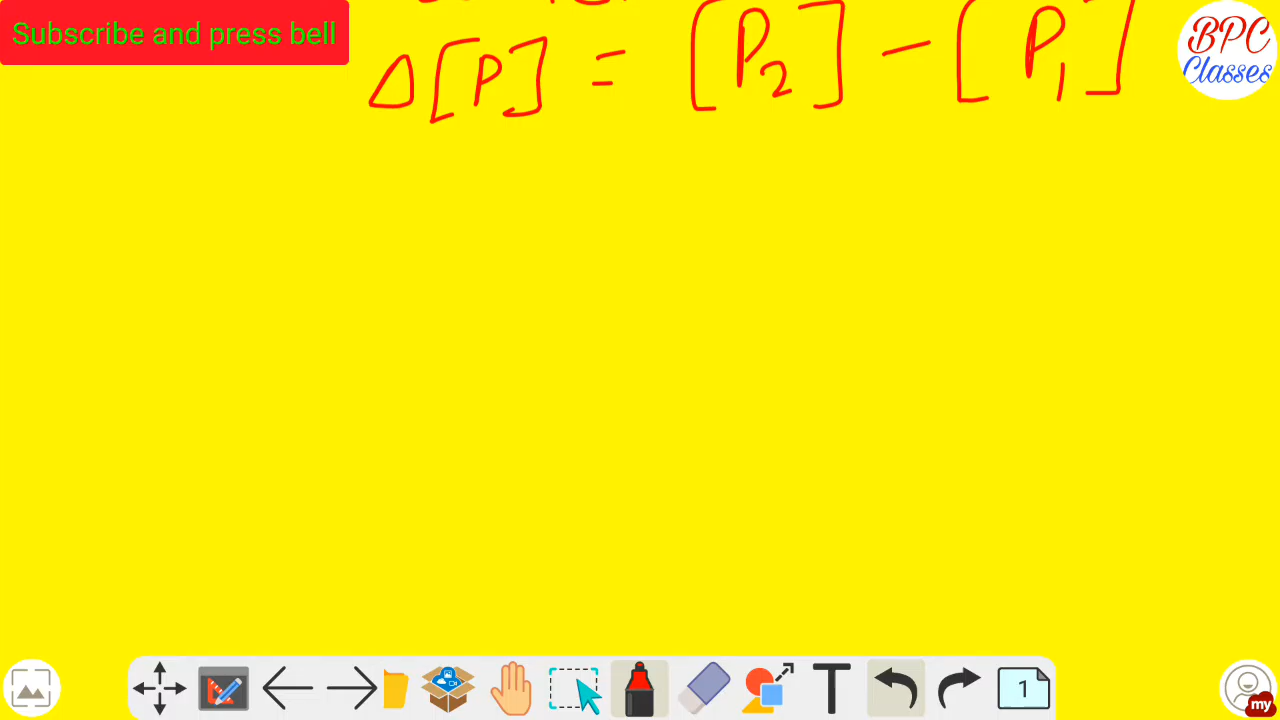 Subscribe and press bell
Δ[P] = [P₂] - [P₁]
BPC
Classes
T
1
my